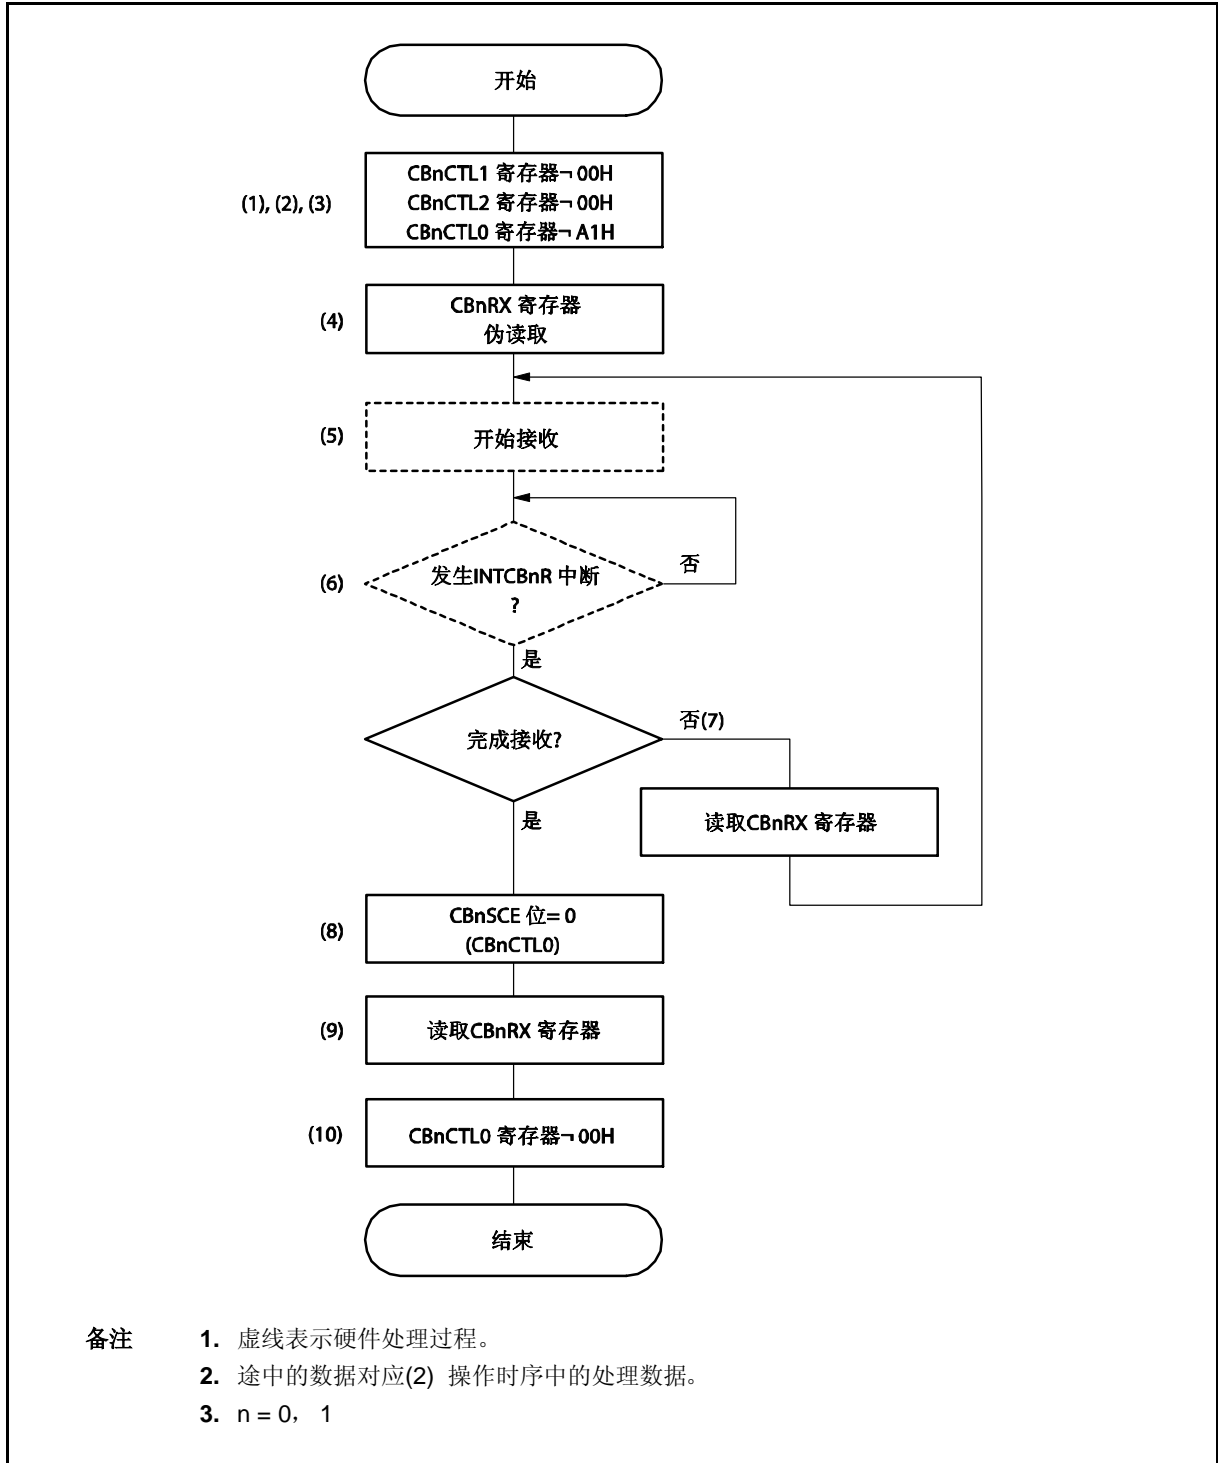 开始
(1), (2), (3)
CBnCTL1 寄存器¬ 00H
CBnCTL2 寄存器¬ 00H
CBnCTL0 寄存器¬ A1H
(4)
CBnRX 寄存器
伪读取
(5)
开始接收
(6)
发生INTCBnR 中断
?
否
是
完成接收?
否(7)
读取CBnRX 寄存器
是
(8)
CBnSCE 位= 0
(CBnCTL0)
(9)
读取CBnRX 寄存器
(10)
CBnCTL0 寄存器¬ 00H
结束
备注 1. 虚线表示硬件处理过程。
2. 途中的数据对应(2) 操作时序中的处理数据。
3. n = 0, 1